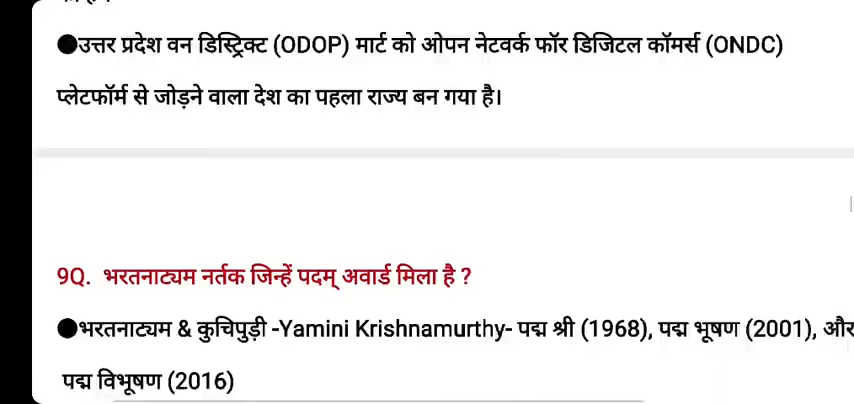 ●उत्तर प्रदेश वन डिस्ट्रिक्ट (ODOP) मार्ट को ओपन नेटवर्क फॉर डिजिटल कॉमर्स (ONDC)
प्लेटफॉर्म से जोड़ने वाला देश का पहला राज्य बन गया है।
9Q. भरतनाट्यम नर्तक जिन्हें पदम् अवार्ड मिला है ?
●भरतनाट्यम & कुचिपुड़ी -Yamini Krishnamurthy- पद्म श्री (1968), पद्म भूषण (2001), और
पद्म विभूषण (2016)